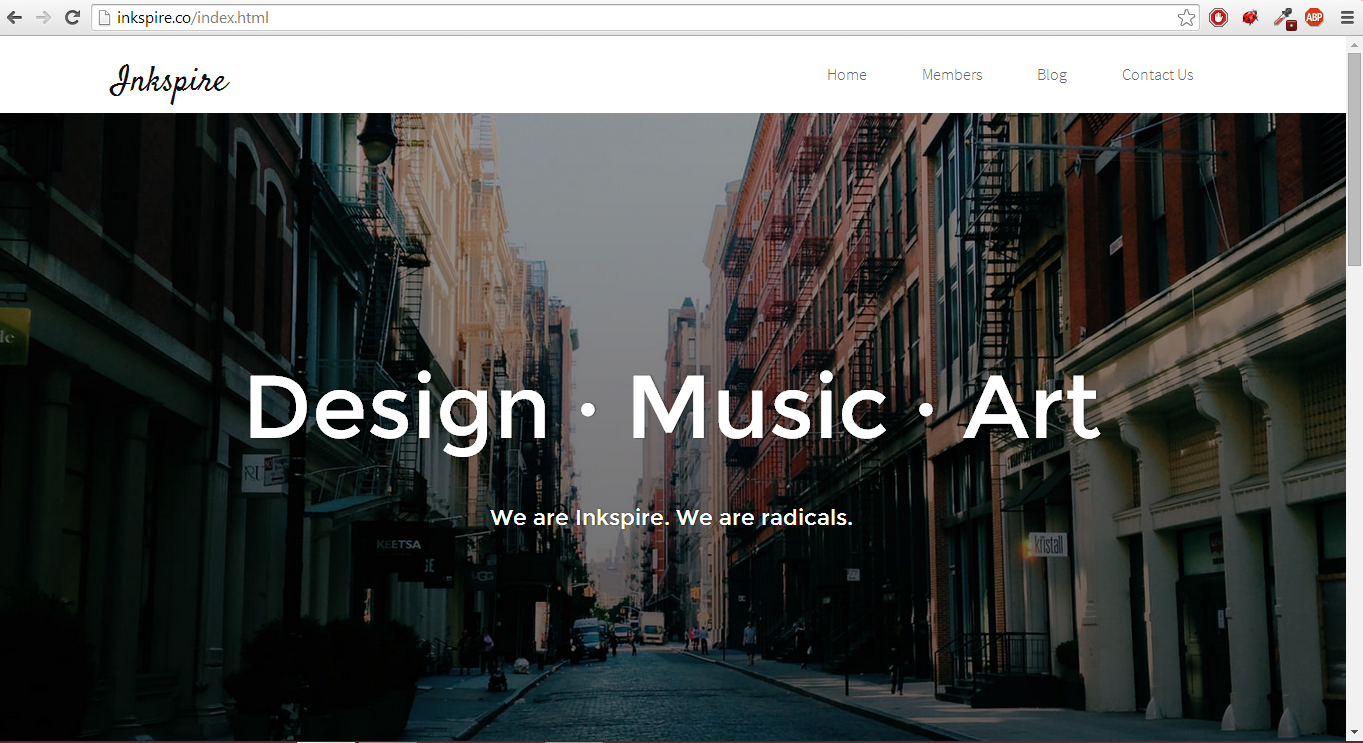 inkspire.co/index.html
ABP
Inkspire
Home Members Blog Contact Us
Design · Music · Art
We are Inkspire. We are radicals.
KEETSA
UGG
kristall